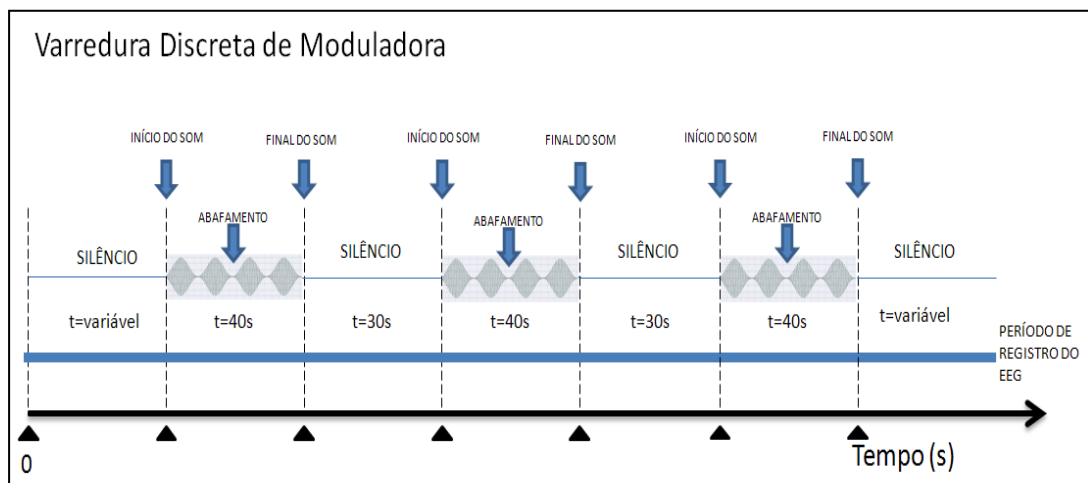 Varredura Discreta de Moduladora
INÍCIO DO SOM
FINAL DO SOM
INÍCIO DO SOM
FINAL DO SOM
INÍCIO DO SOM
FINAL DO SOM
ABAFAMENTO
ABAFAMENTO
ABAFAMENTO
SILÊNCIO
SILÊNCIO
SILÊNCIO
SILÊNCIO
t=variável
t=40s
t=30s
t=40s
t=30s
t=40s
t=variável
PERÍODO DE
REGISTRO DO
EEG
0
Tempo (s)